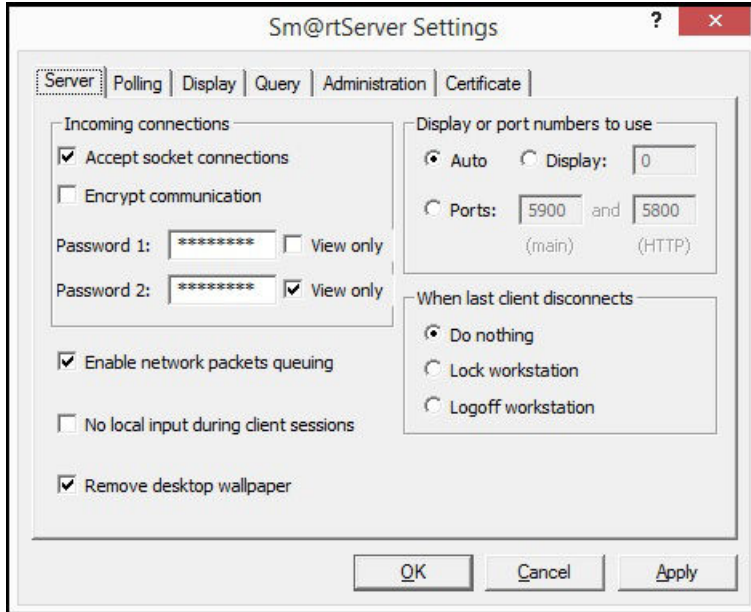 Sm@rtServer Settings
? ×
Server Polling Display Query Administration Certificate
Incoming connections
Accept socket connections
Encrypt communication
Password 1: ******** View only
Password 2: ******** View only
Enable network packets queuing
No local input during client sessions
Remove desktop wallpaper
Display or port numbers to use
Auto Display: 0
Ports: 5900 and 5800
(main) (HTTP)
When last client disconnects
Do nothing
Lock workstation
Logoff workstation
OK Cancel Apply